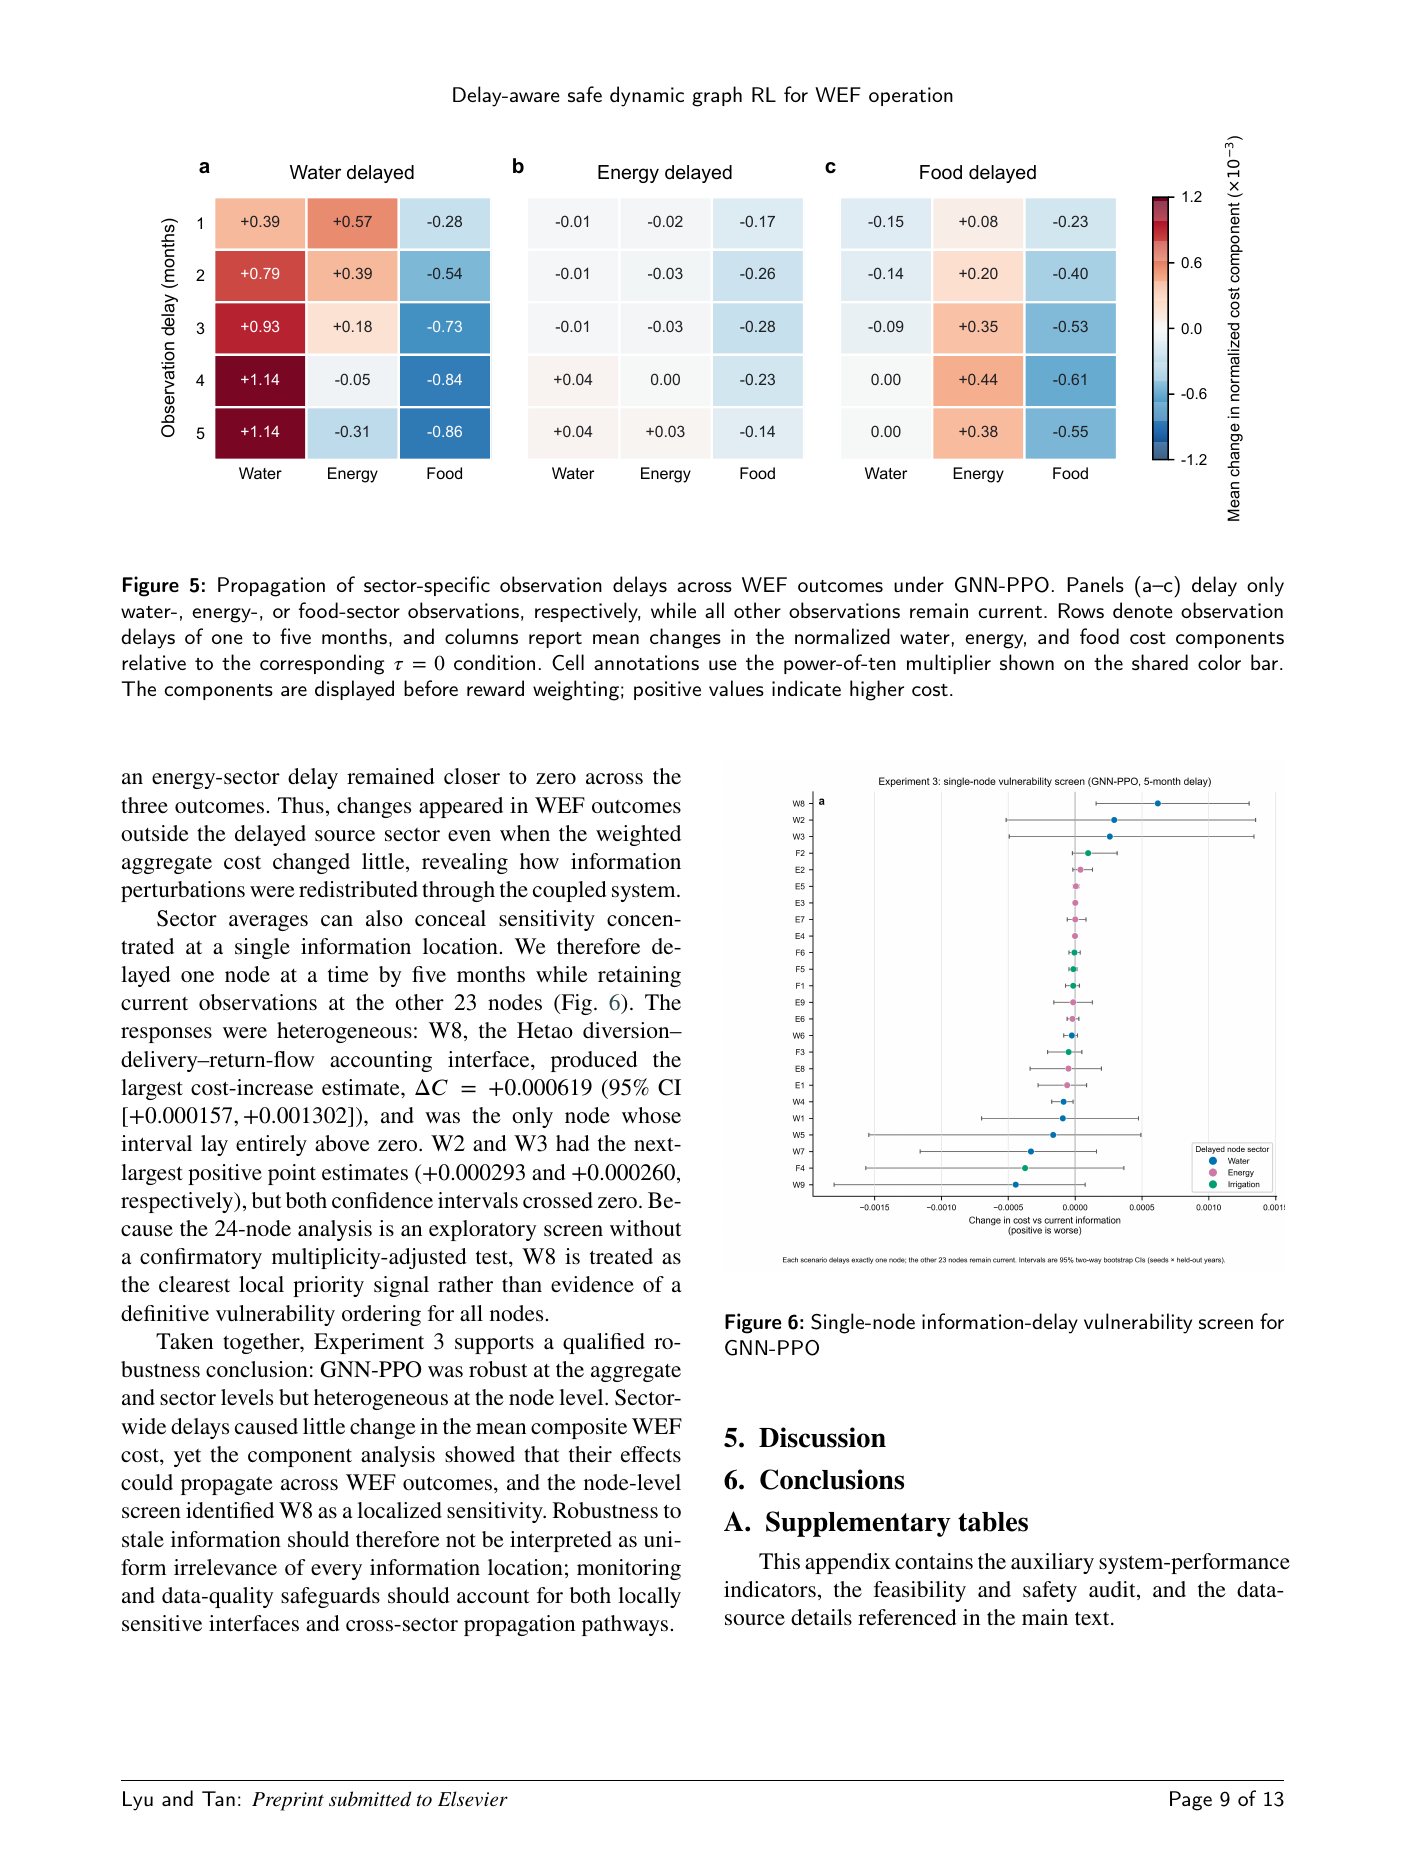 Delay-aware safe dynamic graph RL for WEF operation
a
Water delayed
b
Energy delayed
c
Food delayed
Observation delay (months)
1 +0.39 +0.57 -0.28 -0.01 -0.02 -0.17 -0.15 +0.08 -0.23
2 +0.79 +0.39 -0.54 -0.01 -0.03 -0.26 -0.14 +0.20 -0.40
3 +0.93 +0.18 -0.73 -0.01 -0.03 -0.28 -0.09 +0.35 -0.53
4 +1.14 -0.05 -0.84 +0.04 0.00 -0.23 0.00 +0.44 -0.61
5 +1.14 -0.31 -0.86 +0.04 +0.03 -0.14 0.00 +0.38 -0.55
Water Energy Food Water Energy Food Water Energy Food
1.2
0.6
0.0
-0.6
-1.2
Mean change in normalized cost component (×10⁻³)
Figure 5: Propagation of sector-specific observation delays across WEF outcomes under GNN-PPO. Panels (a–c) delay only
water-, energy-, or food-sector observations, respectively, while all other observations remain current. Rows denote observation
delays of one to five months, and columns report mean changes in the normalized water, energy, and food cost components
relative to the corresponding τ = 0 condition. Cell annotations use the power-of-ten multiplier shown on the shared color bar.
The components are displayed before reward weighting; positive values indicate higher cost.
an energy-sector delay remained closer to zero across the
three outcomes. Thus, changes appeared in WEF outcomes
outside the delayed source sector even when the weighted
aggregate cost changed little, revealing how information
perturbations were redistributed through the coupled system.
Sector averages can also conceal sensitivity concen-
trated at a single information location. We therefore de-
layed one node at a time by five months while retaining
current observations at the other 23 nodes (Fig. 6). The
responses were heterogeneous: W8, the Hetao diversion–
delivery–return-flow accounting interface, produced the
largest cost-increase estimate, ΔC = +0.000619 (95% CI
[+0.000157, +0.001302]), and was the only node whose
interval lay entirely above zero. W2 and W3 had the next-
largest positive point estimates (+0.000293 and +0.000260,
respectively), but both confidence intervals crossed zero. Be-
cause the 24-node analysis is an exploratory screen without
a confirmatory multiplicity-adjusted test, W8 is treated as
the clearest local priority signal rather than evidence of a
definitive vulnerability ordering for all nodes.
Taken together, Experiment 3 supports a qualified ro-
bustness conclusion: GNN-PPO was robust at the aggregate
and sector levels but heterogeneous at the node level. Sector-
wide delays caused little change in the mean composite WEF
cost, yet the component analysis showed that their effects
could propagate across WEF outcomes, and the node-level
screen identified W8 as a localized sensitivity. Robustness to
stale information should therefore not be interpreted as uni-
form irrelevance of every information location; monitoring
and data-quality safeguards should account for both locally
sensitive interfaces and cross-sector propagation pathways.
Experiment 3: single-node vulnerability screen (GNN-PPO, 5-month delay)
a
W8
W2
W3
F2
E2
E5
E3
E7
E4
F6
F5
F1
E9
E6
W6
F3
E8
E1
W4
W1
W5
W7
F4
W9
Delayed node sector
Water
Energy
Irrigation
−0.0015 −0.0010 −0.0005 0.0000 0.0005 0.0010 0.001
Change in cost vs current information
(positive is worse)
Each scenario delays exactly one node; the other 23 nodes remain current. Intervals are 95% two-way bootstrap CIs (seeds × held-out years).
Figure 6: Single-node information-delay vulnerability screen for
GNN-PPO
5. Discussion
6. Conclusions
A. Supplementary tables
This appendix contains the auxiliary system-performance
indicators, the feasibility and safety audit, and the data-
source details referenced in the main text.
Lyu and Tan: Preprint submitted to Elsevier
Page 9 of 13